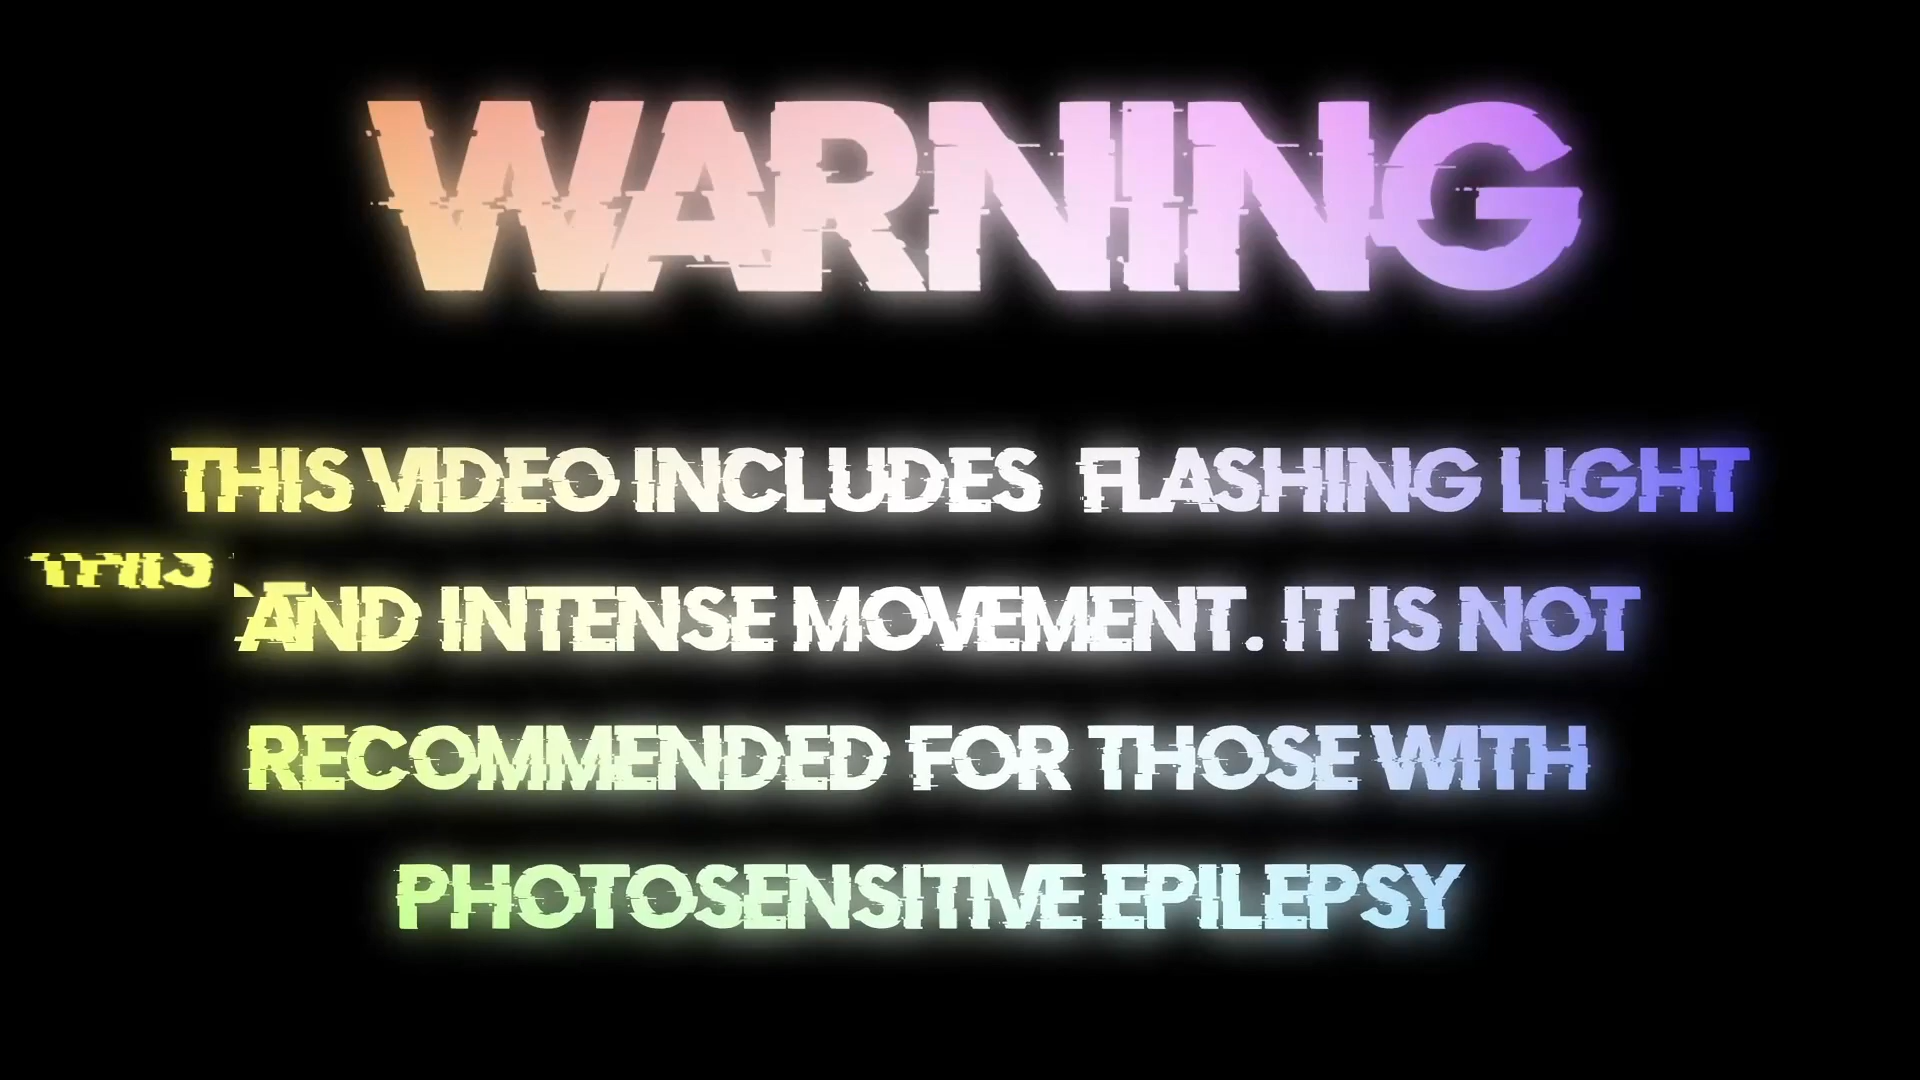 WARNING
THIS VIDEO INCLUDES FLASHING LIGHT
AND INTENSE MOVEMENT. IT IS NOT
RECOMMENDED FOR THOSE WITH
PHOTOSENSITIVE EPILEPSY